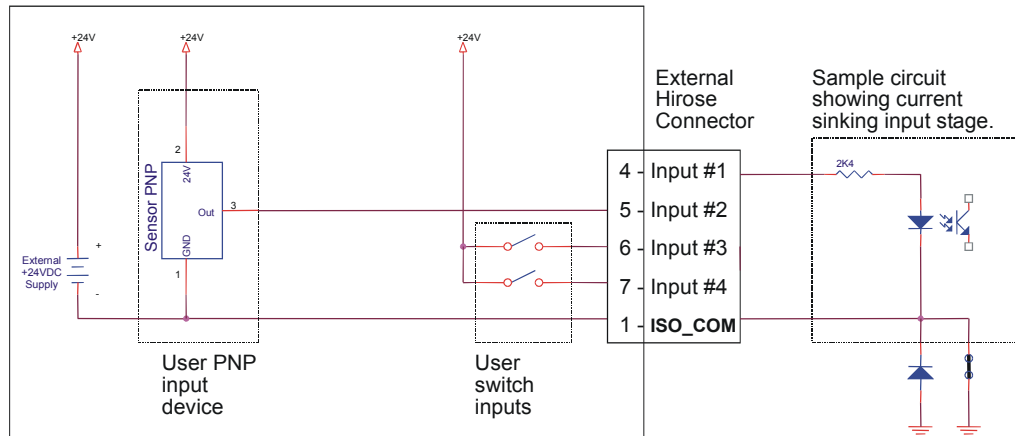 +24V
+24V
+24V
External
Hirose
Connector
Sample circuit
showing current
sinking input stage.
2
24V
Sensor PNP
Out
3
GND
1
+
External
+24VDC
Supply
-
4 - Input #1
5 - Input #2
6 - Input #3
7 - Input #4
1 - ISO_COM
2K4
User PNP
input
device
User
switch
inputs